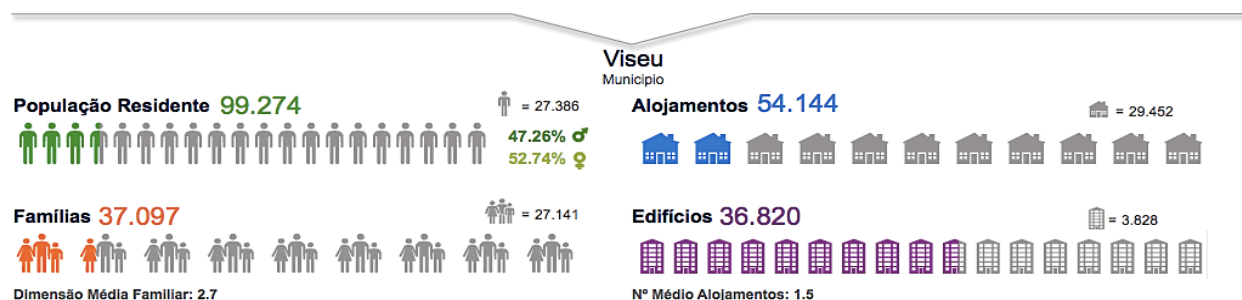 Viseu
Municipio
População Residente 99.274
= 27.386
47.26% ♂
52.74% ♀
Alojamentos 54.144
= 29.452
Famílias 37.097
= 27.141
Dimensão Média Familiar: 2.7
Edifícios 36.820
= 3.828
Nº Médio Alojamentos: 1.5